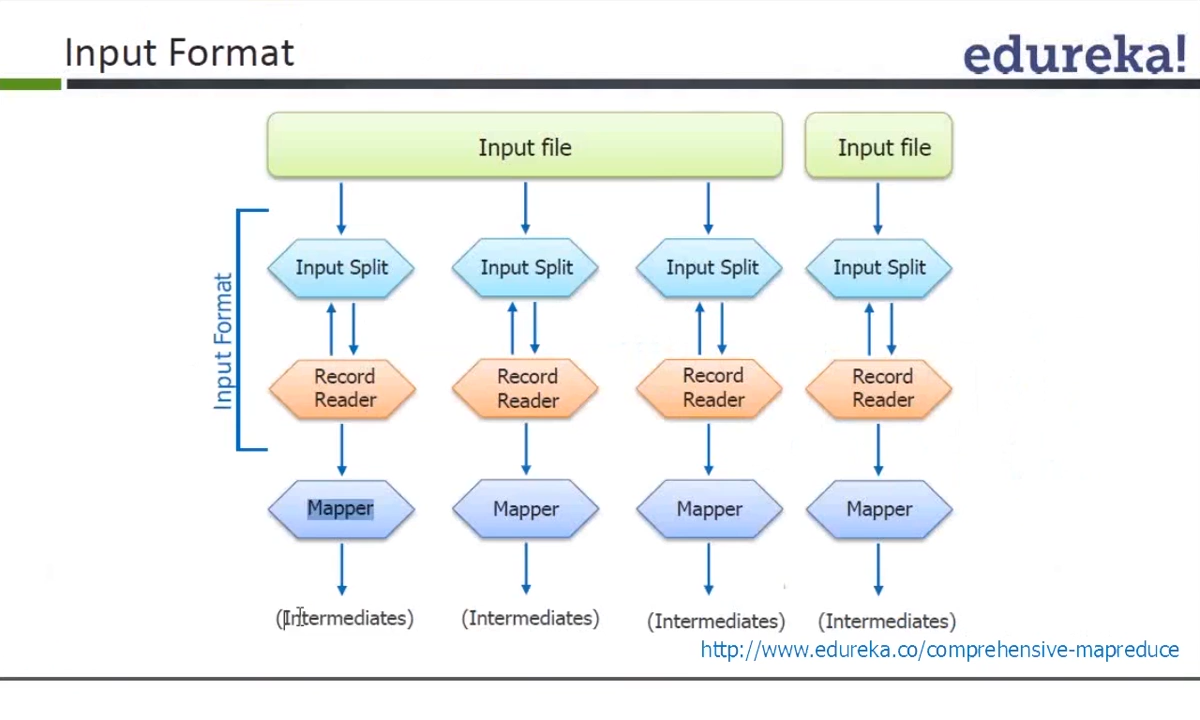 Input Format
edureka!
Input file
Input file
Input Format
Input Split
Input Split
Input Split
Input Split
Record
Reader
Record
Reader
Record
Reader
Record
Reader
Mapper
Mapper
Mapper
Mapper
(Intermediates)
(Intermediates)
(Intermediates)
(Intermediates)
http://www.edureka.co/comprehensive-mapreduce